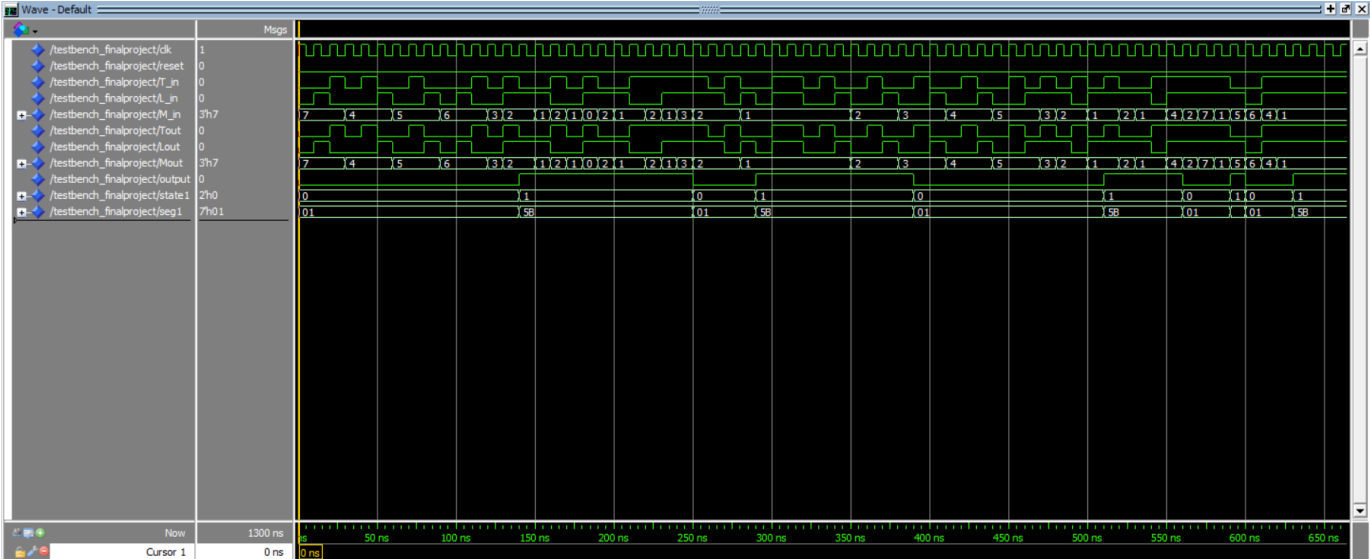 Wave - Default
Msgs
/testbench_finalproject/clk 1
/testbench_finalproject/reset 0
/testbench_finalproject/T_in 0
/testbench_finalproject/L_in 0
/testbench_finalproject/M_in 3'h7 7 4 5 6 3 2 1 2 1 0 2 1 2 1 3 2 1 2 3 4 5 3 2 1 2 1 4 2 7 1 5 6 4 1
/testbench_finalproject/Tout 0
/testbench_finalproject/Lout 0
/testbench_finalproject/Mout 3'h7 7 4 5 6 3 2 1 2 1 0 2 1 2 1 3 2 1 2 3 4 5 3 2 1 2 1 4 2 7 1 5 6 4 1
/testbench_finalproject/output 0
/testbench_finalproject/state1 2'h0 0 1 0 1 0 1 0 1 0 1
/testbench_finalproject/seg1 7'h01 01 5B 01 5B 01 5B 01 01 5B
Now 1300 ns ns 50 ns 100 ns 150 ns 200 ns 250 ns 300 ns 350 ns 400 ns 450 ns 500 ns 550 ns 600 ns 650 ns
Cursor 1 0 ns 0 ns